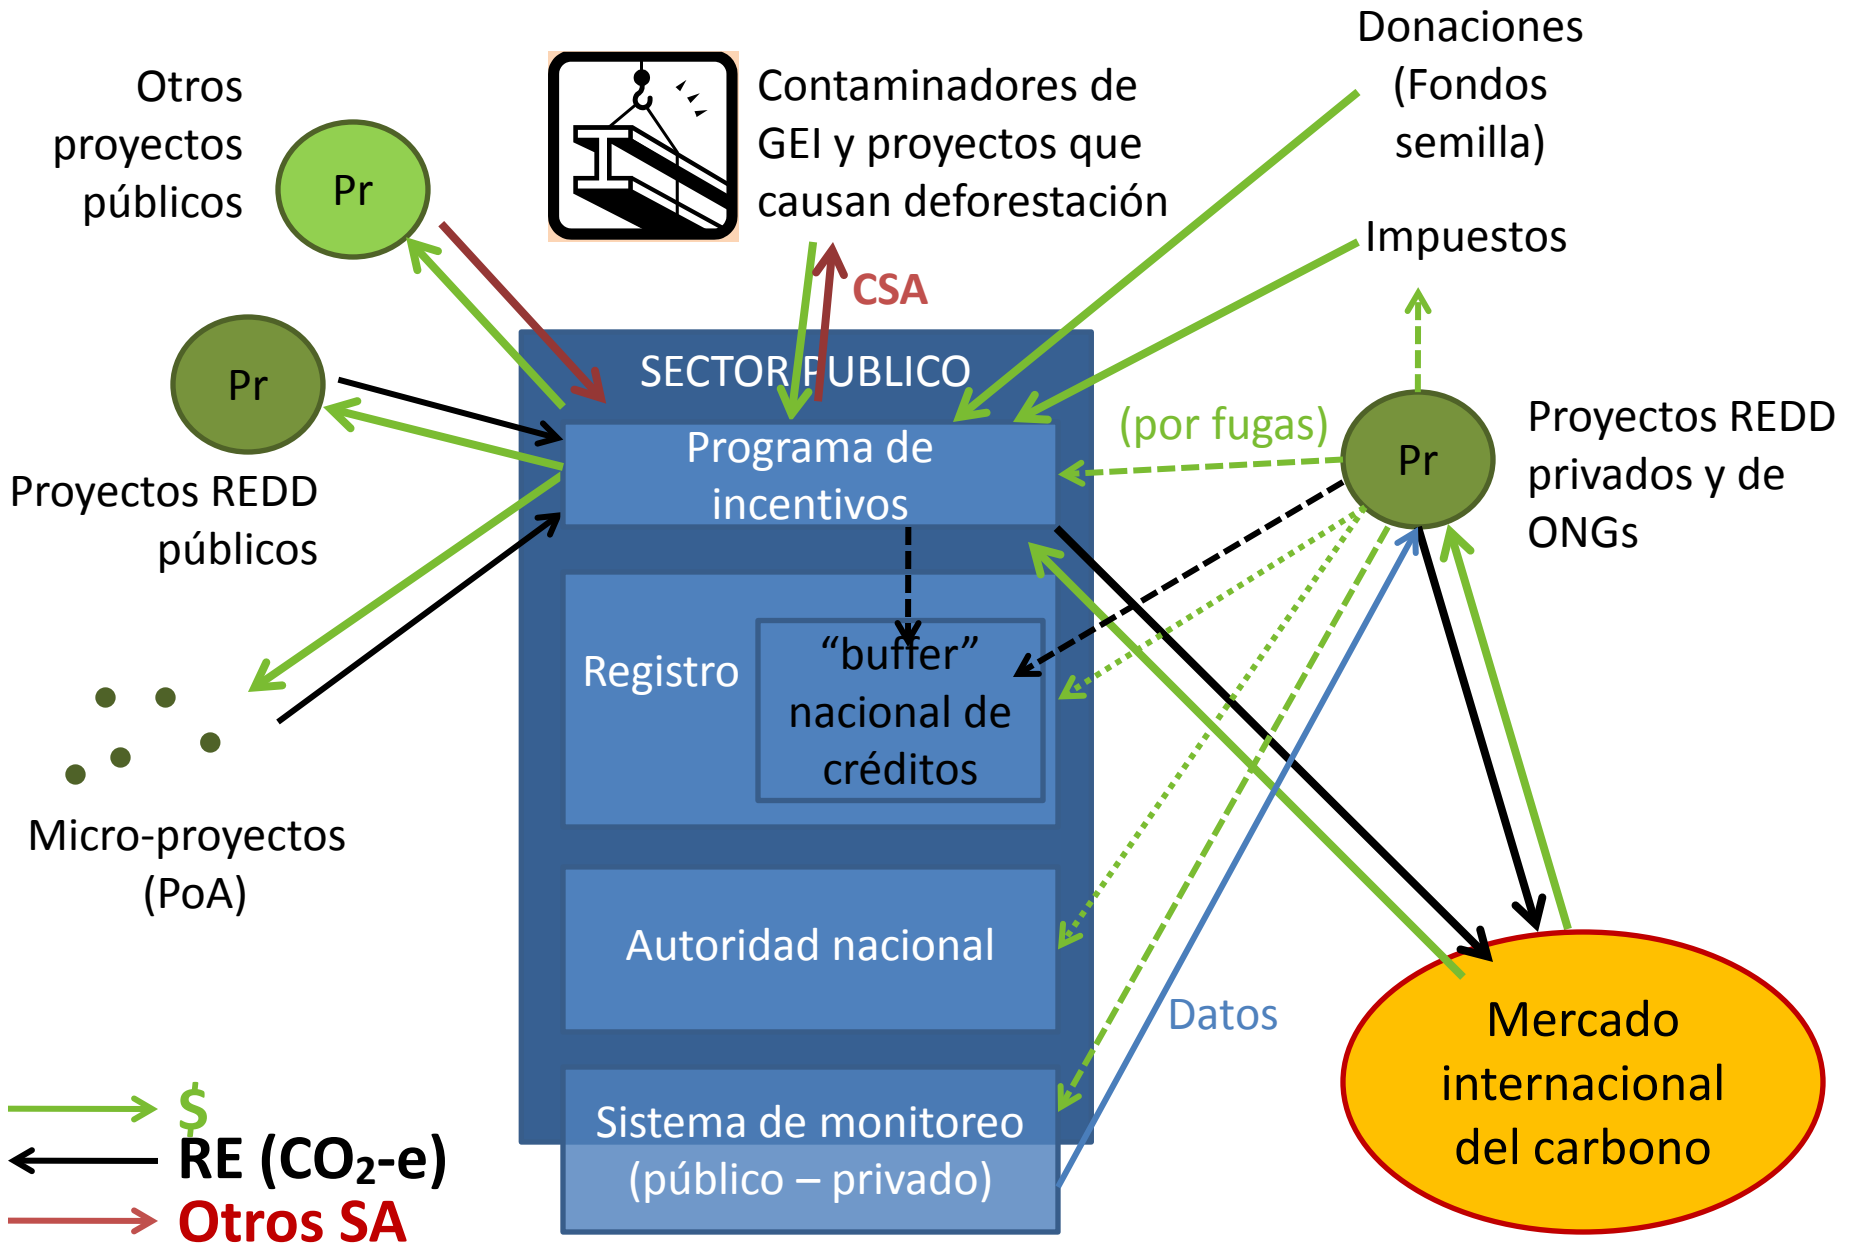 Otros
proyectos
públicos
Pr
Contaminadores de
GEI y proyectos que
causan deforestación
Donaciones
(Fondos
semilla)
Impuestos
CSA
Pr
Proyectos REDD
públicos
SECTOR PUBLICO
Programa de
incentivos
(por fugas)
Pr
Proyectos REDD
privados y de
ONGs
Registro
“buffer”
nacional de
créditos
Micro-proyectos
(PoA)
Autoridad nacional
Datos
Sistema de monitoreo
(público – privado)
Mercado
internacional
del carbono
$
RE (CO₂-e)
Otros SA